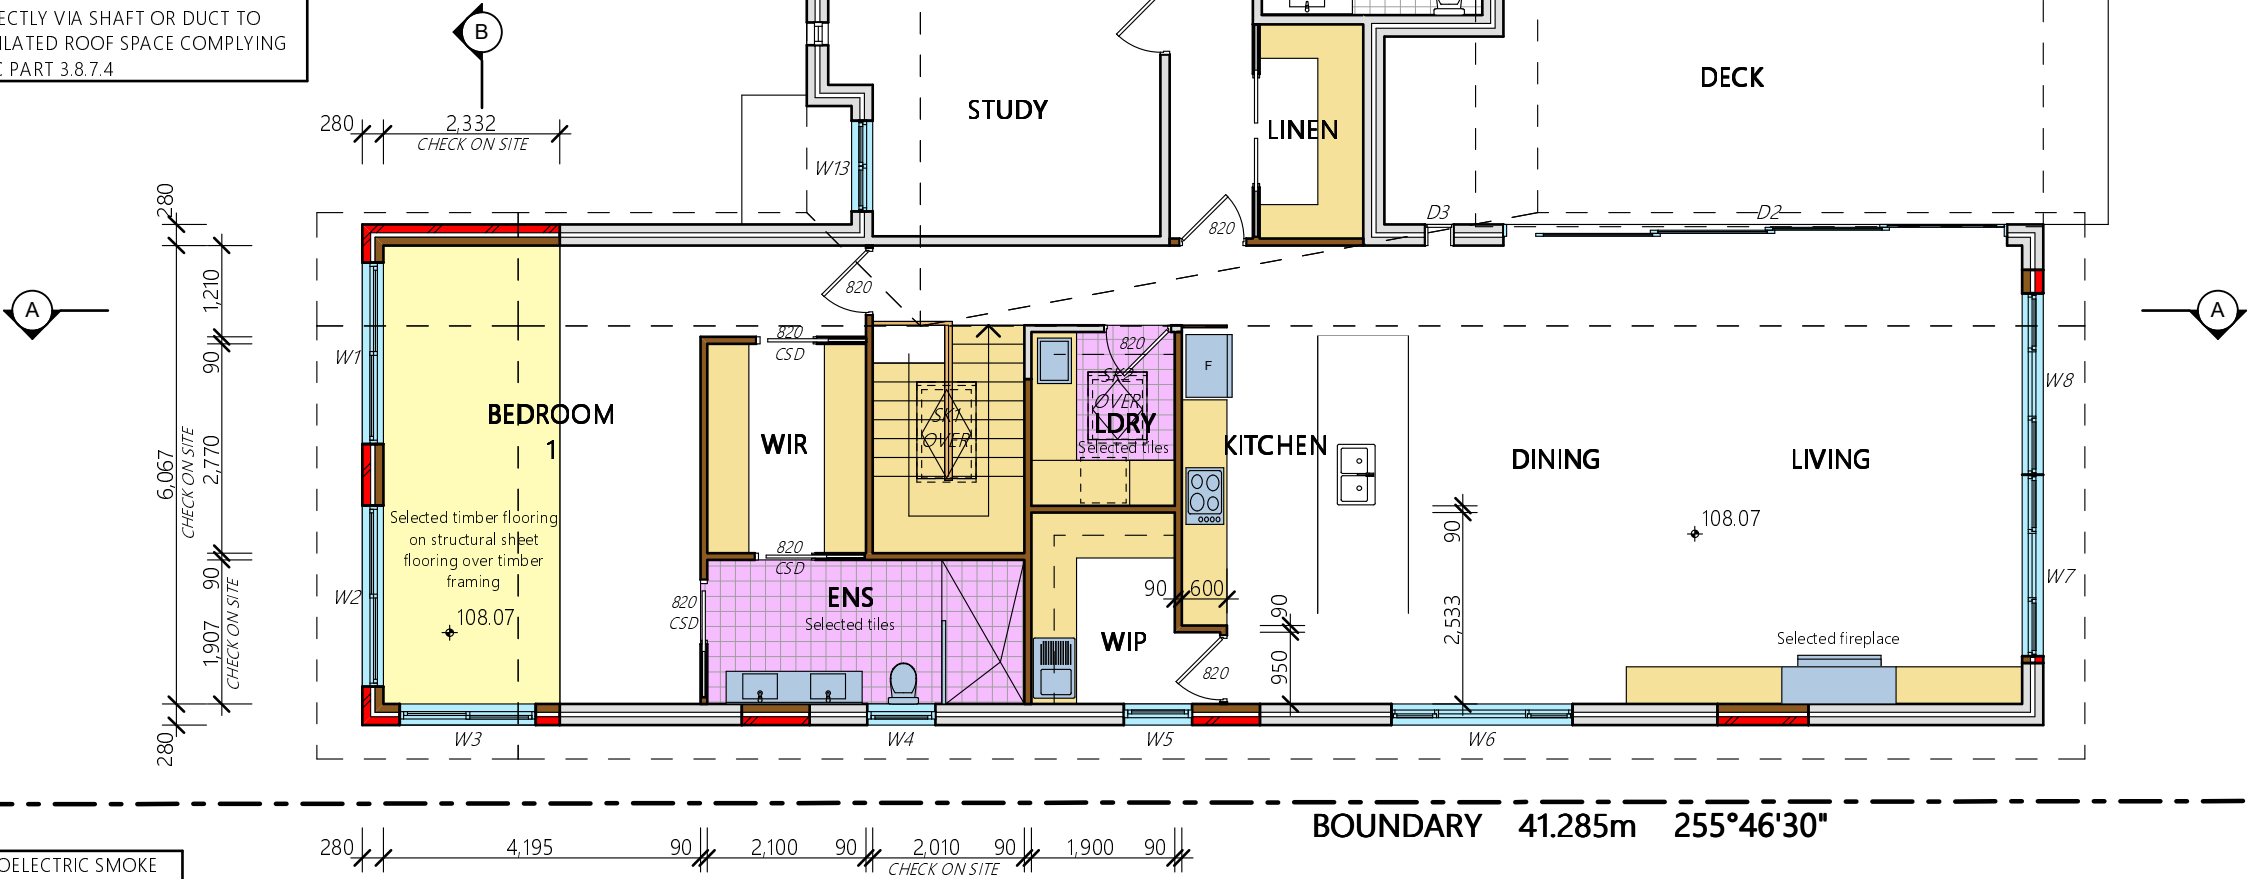 ECTLY VIA SHAFT OR DUCT TO
ILATED ROOF SPACE COMPLYING
C PART 3.8.7.4
B
280
2,332
CHECK ON SITE
STUDY
LINEN
DECK
W13
820
D3
D2
280
1,210
90
2,770
90
1,907
280
6,067
CHECK ON SITE
CHECK ON SITE
A
A
W1
W2
820
820
CSD
BEDROOM
1
WIR
SK1
OVER
820
SK2
OVER
LDRY
Selected tiles
F
KITCHEN
DINING
LIVING
W8
W7
Selected timber flooring
on structural sheet
flooring over timber
framing
108.07
108.07
820
CSD
820
CSD
ENS
Selected tiles
WIP
90
600
90
950
90
2,533
820
Selected fireplace
W3
W4
W5
W6
BOUNDARY 41.285m 255°46'30"
280
4,195
90
2,100
90
2,010
90
1,900
90
CHECK ON SITE
OELECTRIC SMOKE